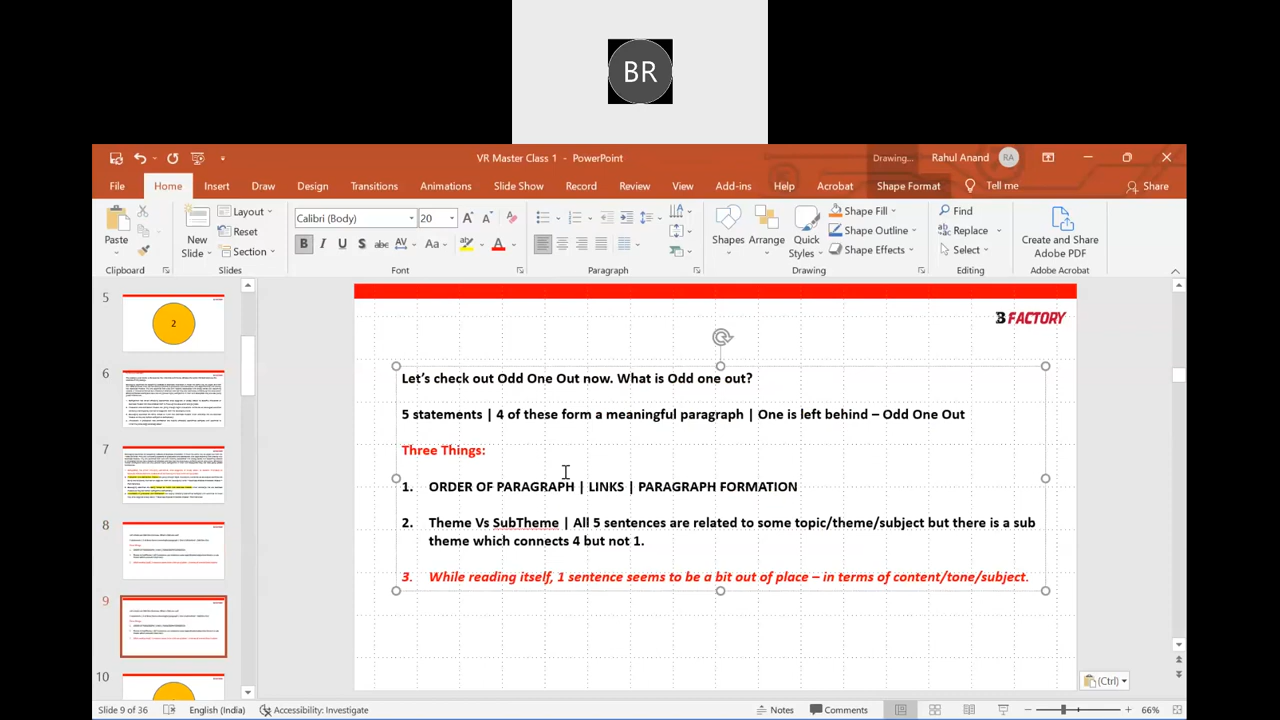 BR
VR Master Class 1 - PowerPoint
Drawing...
Rahul Anand
RA
File Home Insert Draw Design Transitions Animations Slide Show Record Review View Add-ins Help Acrobat Shape Format Tell me Share
Paste
Clipboard
New Slide
Layout
Reset
Section
Slides
Calibri (Body) 20
B I U S abc AV Aa
A
Font
Paragraph
Shapes
Arrange
Quick Styles
Shape Fill
Shape Outline
Shape Effects
Drawing
Find
Replace
Select
Editing
Create and Share Adobe PDF
Adobe Acrobat
5
2
6
7
8
9
10
3 FACTORY
Let's check out Odd One Out now. What is Odd one out?
5 statements | 4 of these form a meaningful paragraph | One is left behind – Odd One Out
Three Things:
1. ORDER OF PARAGRAPH | LINKS | PARAGRAPH FORMATION
2. Theme Vs SubTheme | All 5 sentences are related to some topic/theme/subject but there is a sub
theme which connects 4 but not 1.
3. While reading itself, 1 sentence seems to be a bit out of place – in terms of content/tone/subject.
(Ctrl)
Slide 9 of 36
English (India)
Accessibility: Investigate
Notes
Comments
66%